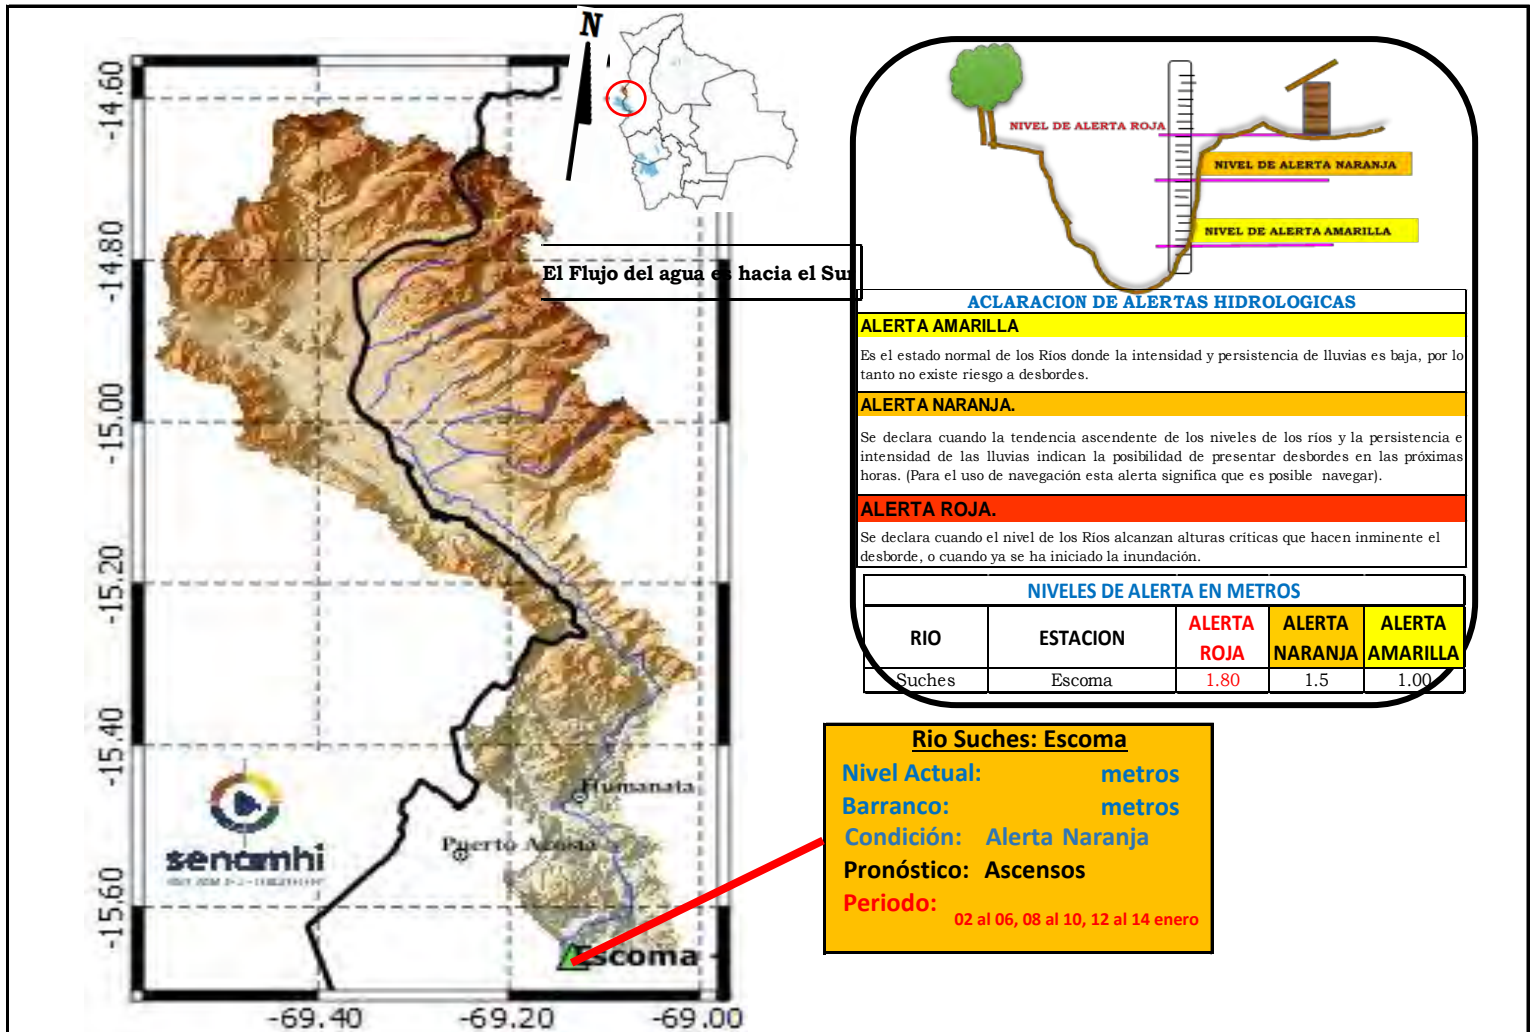 N
-14.60
-14.80
-15.00
-15.20
-15.40
-15.60
-69.40
-69.20
-69.00
El Flujo del agua es hacia el Sur
Humanata
Puerto Acosta
Escoma
senamhi
NIVEL DE ALERTA ROJA
NIVEL DE ALERTA NARANJA
NIVEL DE ALERTA AMARILLA
ACLARACION DE ALERTAS HIDROLOGICAS
ALERTA AMARILLA
Es el estado normal de los Ríos donde la intensidad y persistencia de lluvias es baja, por lo
tanto no existe riesgo a desbordes.
ALERTA NARANJA.
Se declara cuando la tendencia ascendente de los niveles de los ríos y la persistencia e
intensidad de las lluvias indican la posibilidad de presentar desbordes en las próximas
horas. (Para el uso de navegación esta alerta significa que es posible navegar).
ALERTA ROJA.
Se declara cuando el nivel de los Ríos alcanzan alturas críticas que hacen inminente el
desborde, o cuando ya se ha iniciado la inundación.
NIVELES DE ALERTA EN METROS
RIO ESTACION ALERTA ROJA ALERTA NARANJA ALERTA AMARILLA
Suches Escoma 1.80 1.5 1.00
Rio Suches: Escoma
Nivel Actual: metros
Barranco: metros
Condición: Alerta Naranja
Pronóstico: Ascensos
Periodo:
02 al 06, 08 al 10, 12 al 14 enero